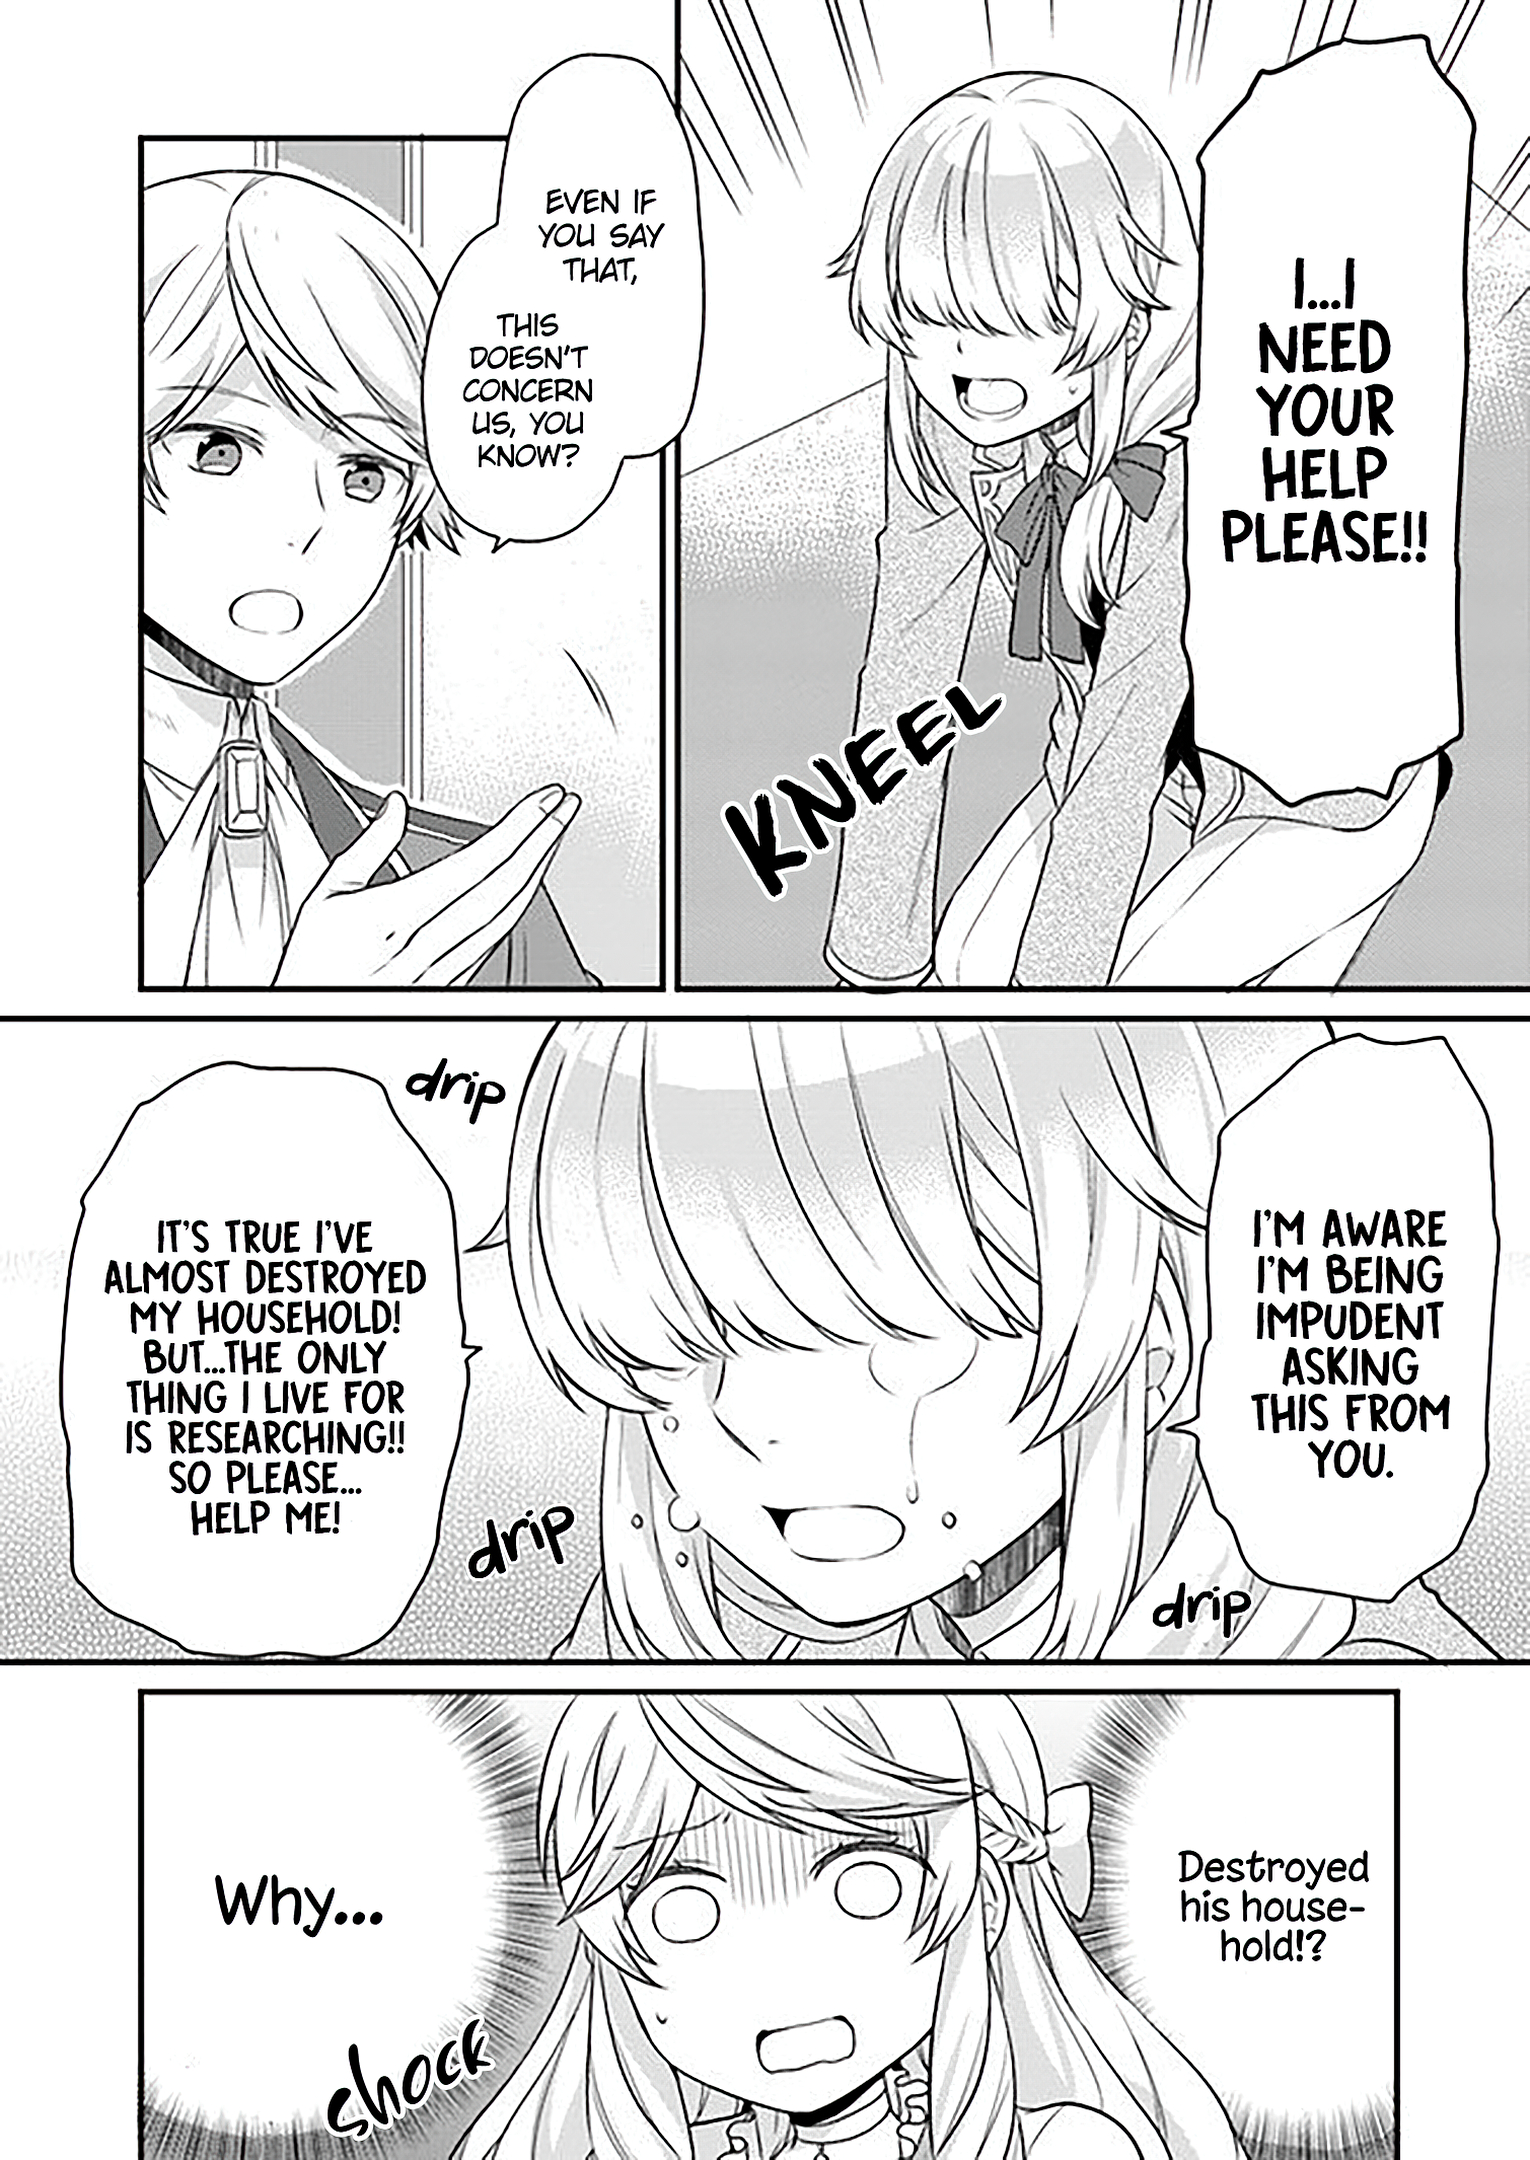 I...I
NEED
YOUR
HELP
PLEASE!!
KNEEL
EVEN IF
YOU SAY
THAT,
THIS
DOESN'T
CONCERN
US, YOU
KNOW?
I'M AWARE
I'M BEING
IMPUDENT
ASKING
THIS FROM
YOU.
drip
drip
drip
IT'S TRUE I'VE
ALMOST DESTROYED
MY HOUSEHOLD!
BUT...THE ONLY
THING I LIVE FOR
IS RESEARCHING!!
SO PLEASE...
HELP ME!
Destroyed
his house-
hold!?
Why...
shock